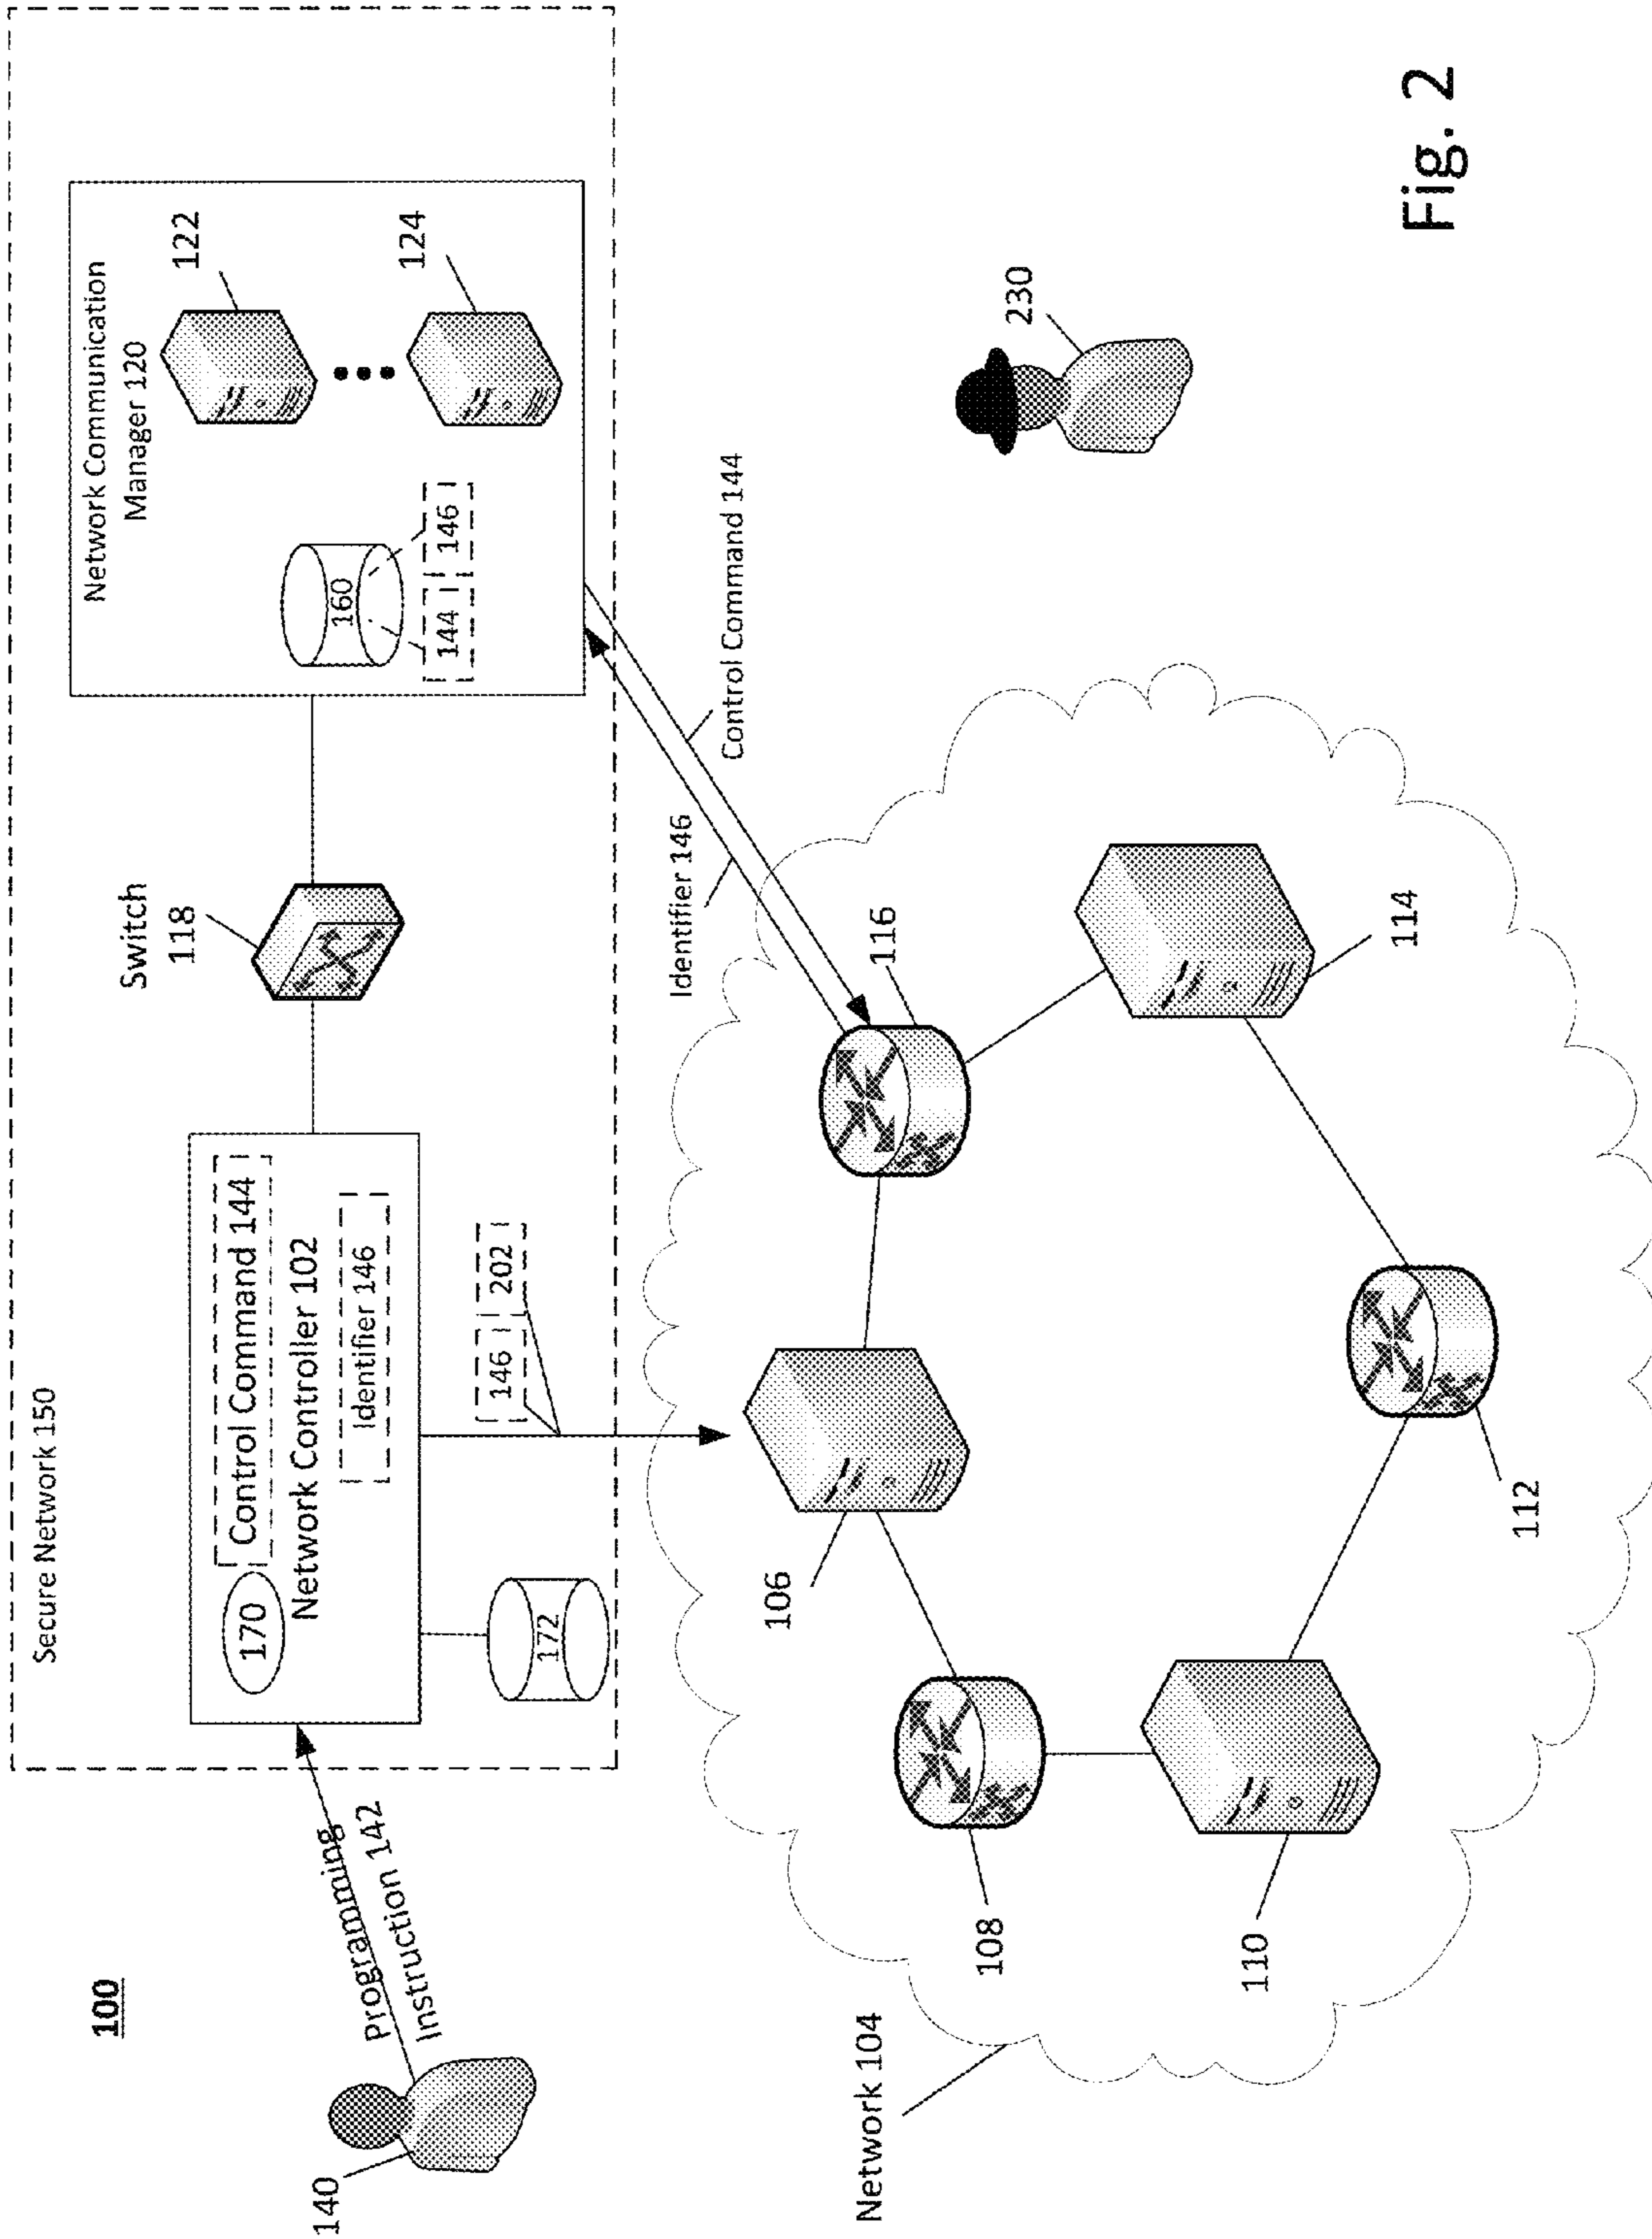 100
Secure Network 150
140
Programming
Instruction 142
170
Control Command 144
Network Controller 102
Identifier 146
172
146
202
Switch
118
Network Communication
Manager 120
122
124
160
144
146
Identifier 146
Control Command 144
Network 104
106
108
110
112
114
116
230
Fig. 2